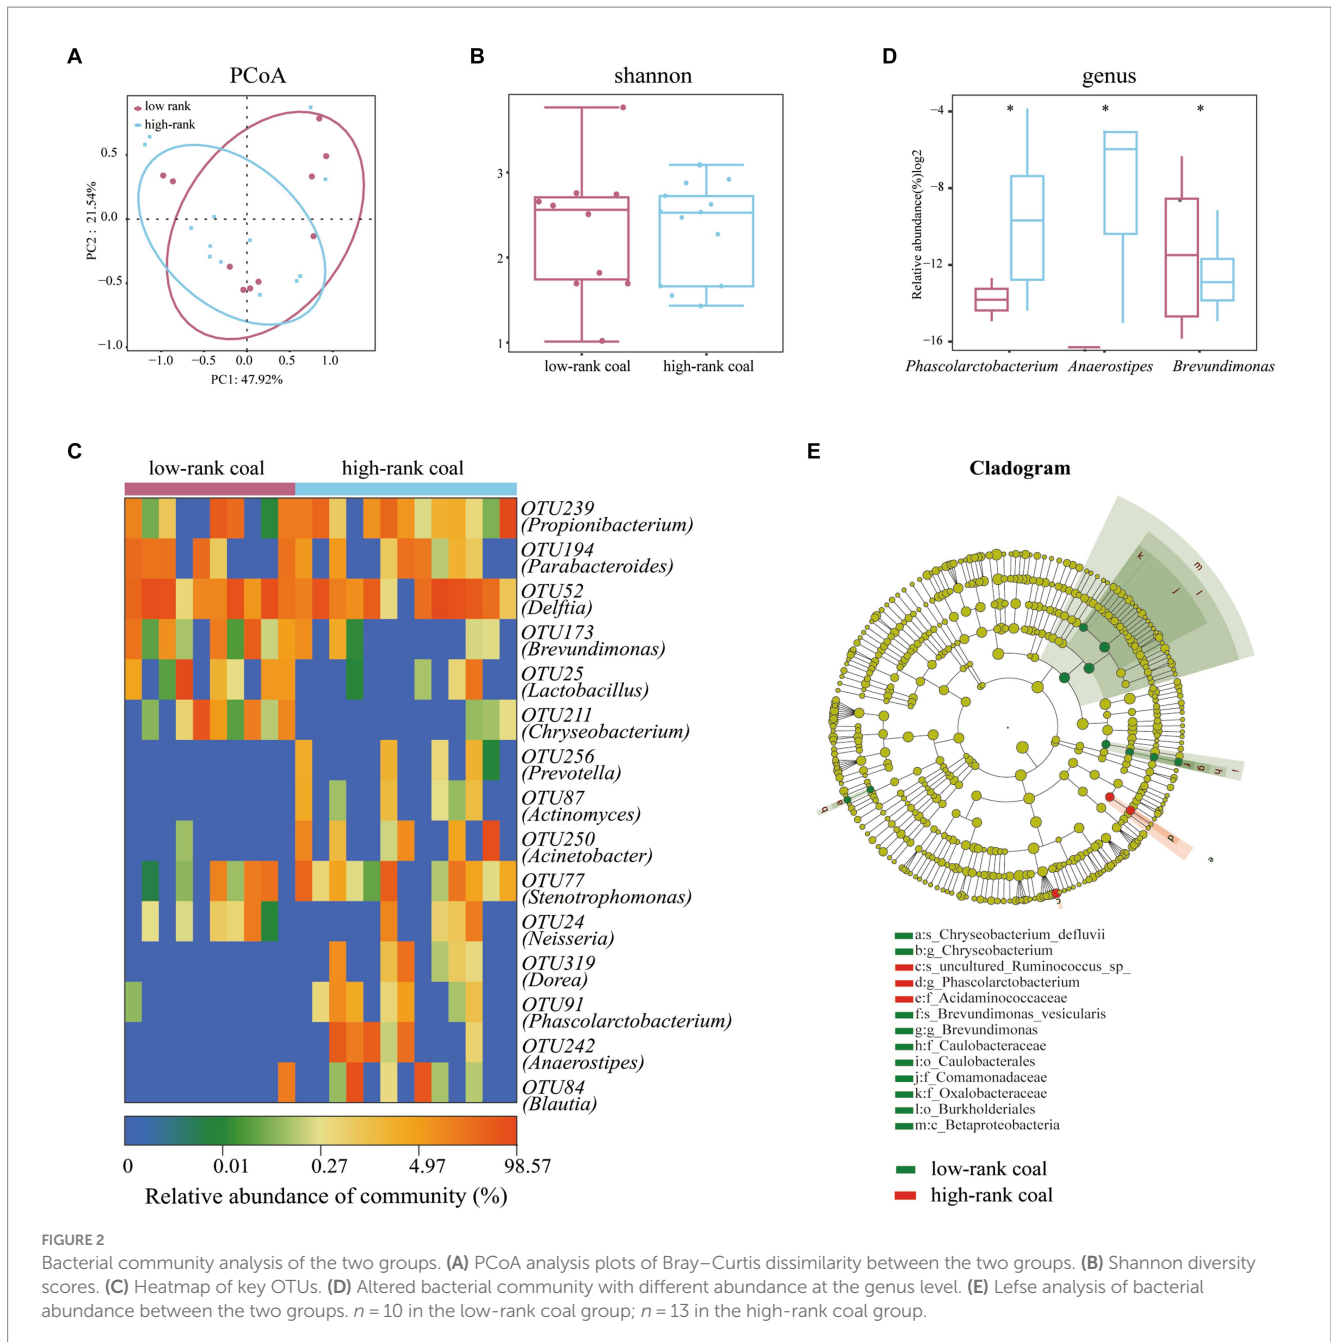 A
PCoA
low rank
high-rank
0.5
0.0
−0.5
−1.0
PC2 : 21.54%
−1.0
−0.5
0.0
0.5
1.0
PC1: 47.92%
B
shannon
3
2
1
low-rank coal
high-rank coal
D
genus
* * *
−4
−8
−12
−16
Relative abundance(%)log2
Phascolarctobacterium
Anaerostipes
Brevundimonas
C
low-rank coal
high-rank coal
OTU239
(Propionibacterium)
OTU194
(Parabacteroides)
OTU52
(Delftia)
OTU173
(Brevundimonas)
OTU25
(Lactobacillus)
OTU211
(Chryseobacterium)
OTU256
(Prevotella)
OTU87
(Actinomyces)
OTU250
(Acinetobacter)
OTU77
(Stenotrophomonas)
OTU24
(Neisseria)
OTU319
(Dorea)
OTU91
(Phascolarctobacterium)
OTU242
(Anaerostipes)
OTU84
(Blautia)
0 0.01 0.27 4.97 98.57
Relative abundance of community (%)
E
Cladogram
k
m
j
l
f g h i
b a
d
e
c
a:s_Chryseobacterium_defluvii
b:g_Chryseobacterium
c:s_uncultured_Ruminococcus_sp_
d:g_Phascolarctobacterium
e:f_Acidaminococcaceae
f:s_Brevundimonas_vesicularis
g:g_Brevundimonas
h:f_Caulobacteraceae
i:o_Caulobacterales
j:f_Comamonadaceae
k:f_Oxalobacteraceae
l:o_Burkholderiales
m:c_Betaproteobacteria
low-rank coal
high-rank coal
FIGURE 2
Bacterial community analysis of the two groups. (A) PCoA analysis plots of Bray–Curtis dissimilarity between the two groups. (B) Shannon diversity
scores. (C) Heatmap of key OTUs. (D) Altered bacterial community with different abundance at the genus level. (E) Lefse analysis of bacterial
abundance between the two groups. n = 10 in the low-rank coal group; n = 13 in the high-rank coal group.